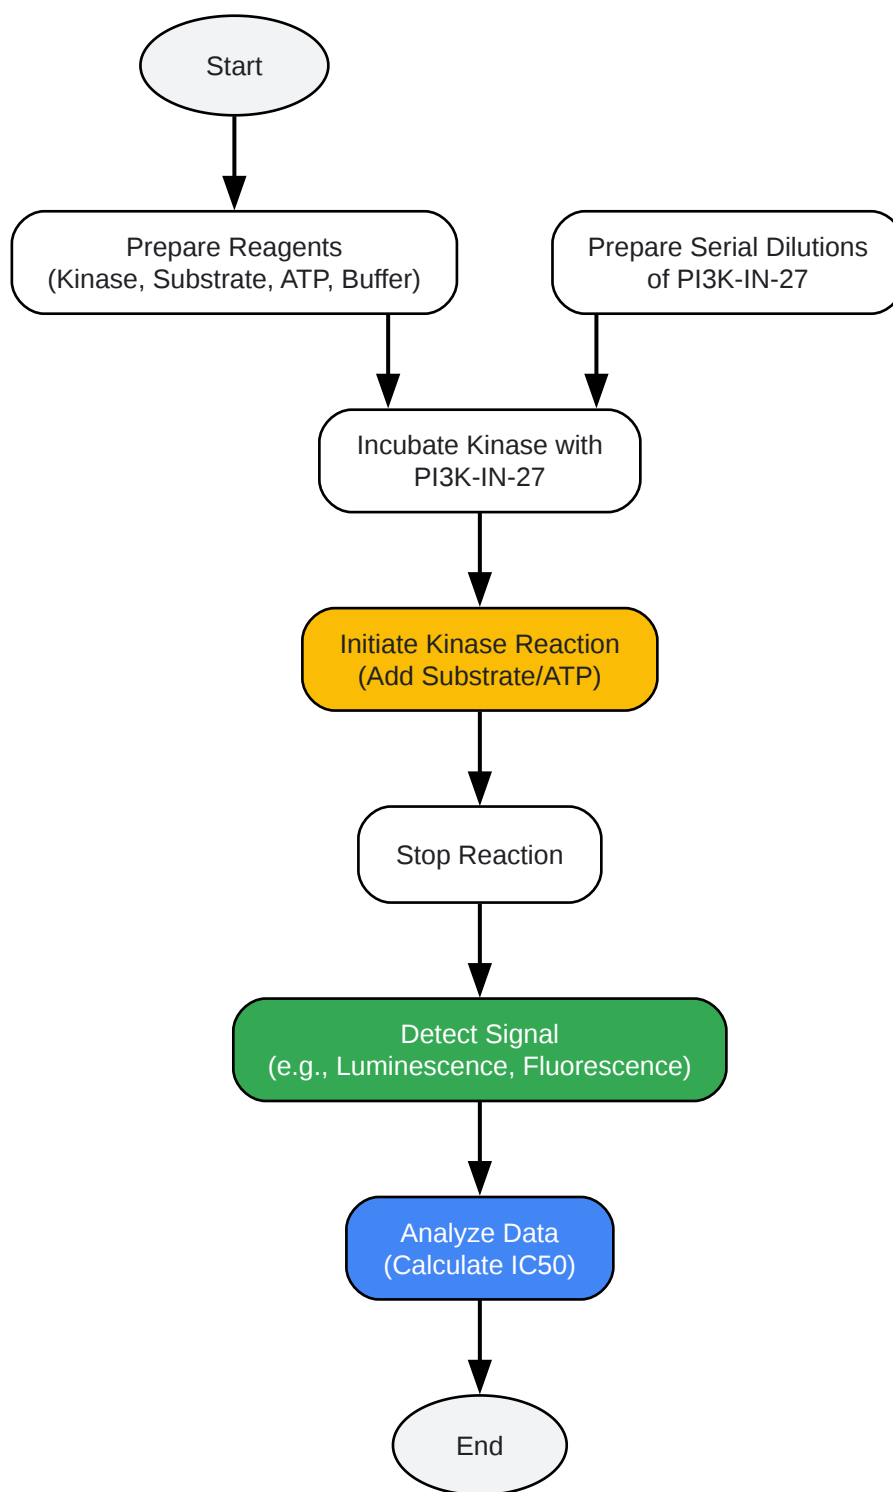 Start
Prepare Reagents
(Kinase, Substrate, ATP, Buffer)
Prepare Serial Dilutions
of PI3K-IN-27
Incubate Kinase with
PI3K-IN-27
Initiate Kinase Reaction
(Add Substrate/ATP)
Stop Reaction
Detect Signal
(e.g., Luminescence, Fluorescence)
Analyze Data
(Calculate IC50)
End